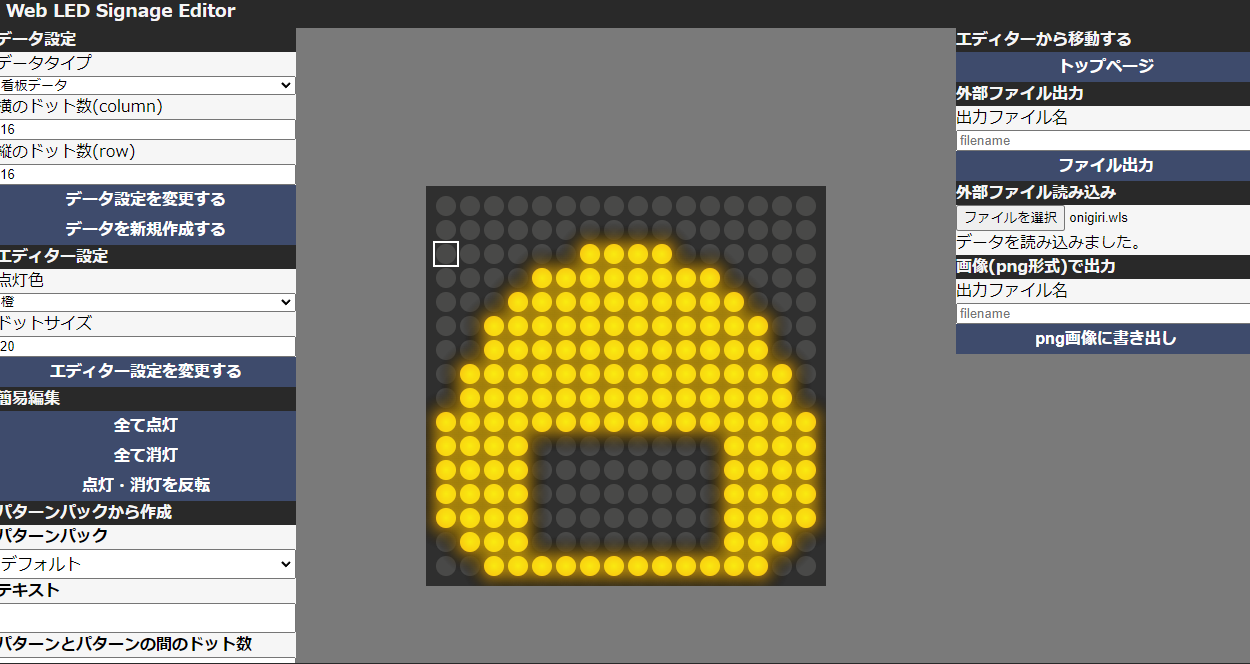 Web LED Signage Editor
データ設定
データタイプ
看板データ
横のドット数(column)
16
縦のドット数(row)
16
データ設定を変更する
データを新規作成する
エディター設定
点灯色
橙
ドットサイズ
20
エディター設定を変更する
簡易編集
全て点灯
全て消灯
点灯・消灯を反転
パターンパックから作成
パターンパック
デフォルト
テキスト
パターンとパターンの間のドット数
エディターから移動する
トップページ
外部ファイル出力
出力ファイル名
filename
ファイル出力
外部ファイル読み込み
ファイルを選択 onigiri.wls
データを読み込みました。
画像(png形式)で出力
出力ファイル名
filename
png画像に書き出し